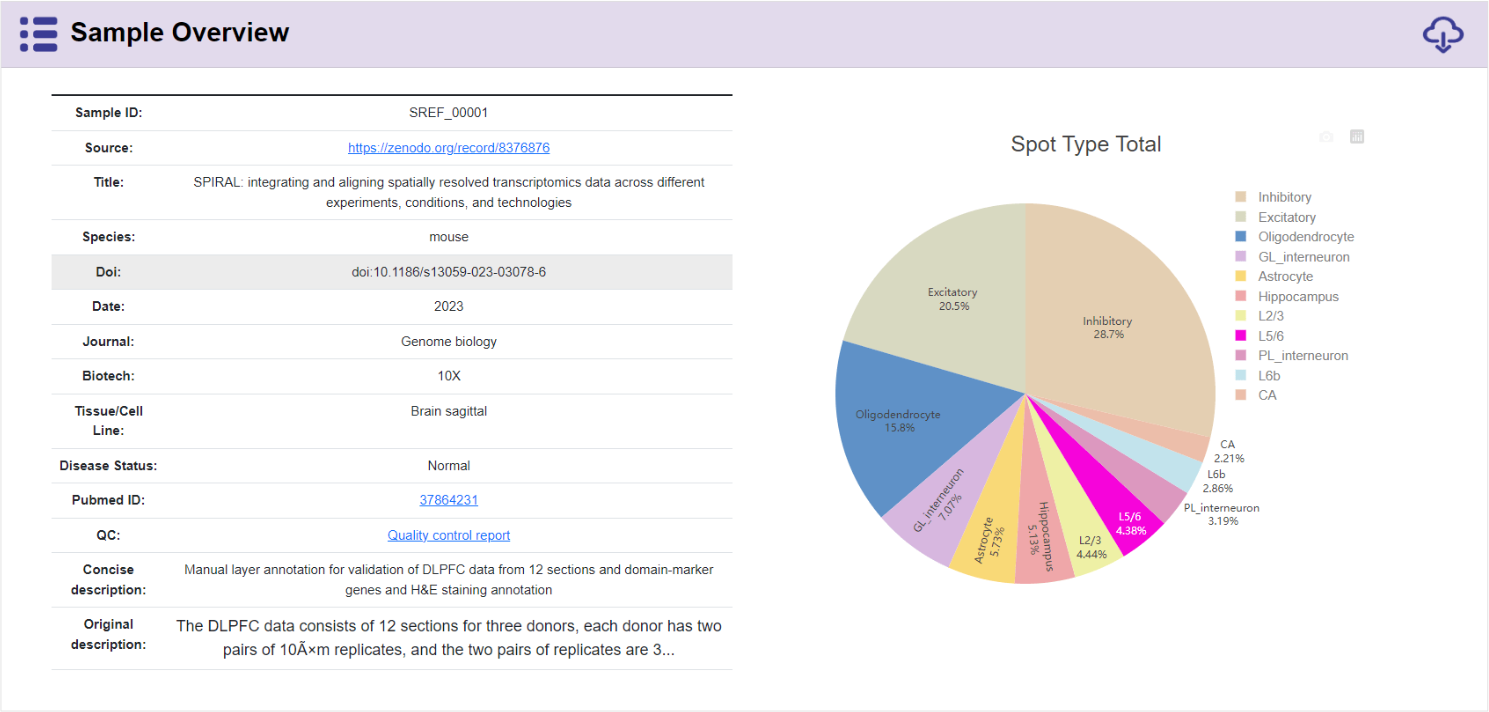 Sample Overview
Sample ID: SREF_00001
Source: https://zenodo.org/record/8376876
Title: SPIRAL: integrating and aligning spatially resolved transcriptomics data across different
experiments, conditions, and technologies
Species: mouse
Doi: doi:10.1186/s13059-023-03078-6
Date: 2023
Journal: Genome biology
Biotech: 10X
Tissue/Cell
Line:
Brain sagittal
Disease Status: Normal
Pubmed ID: 37864231
QC: Quality control report
Concise
description:
Manual layer annotation for validation of DLPFC data from 12 sections and domain-marker
genes and H&E staining annotation
Original
description:
The DLPFC data consists of 12 sections for three donors, each donor has two
pairs of 10Ã×m replicates, and the two pairs of replicates are 3...
Spot Type Total
Inhibitory
28.7%
Excitatory
20.5%
Oligodendrocyte
15.8%
GL_interneuron
7.07%
Astrocyte
5.73%
Hippocampus
5.13%
L2/3
4.44%
L5/6
4.38%
PL_interneuron
3.19%
L6b
2.86%
CA
2.21%
Inhibitory
Excitatory
Oligodendrocyte
GL_interneuron
Astrocyte
Hippocampus
L2/3
L5/6
PL_interneuron
L6b
CA